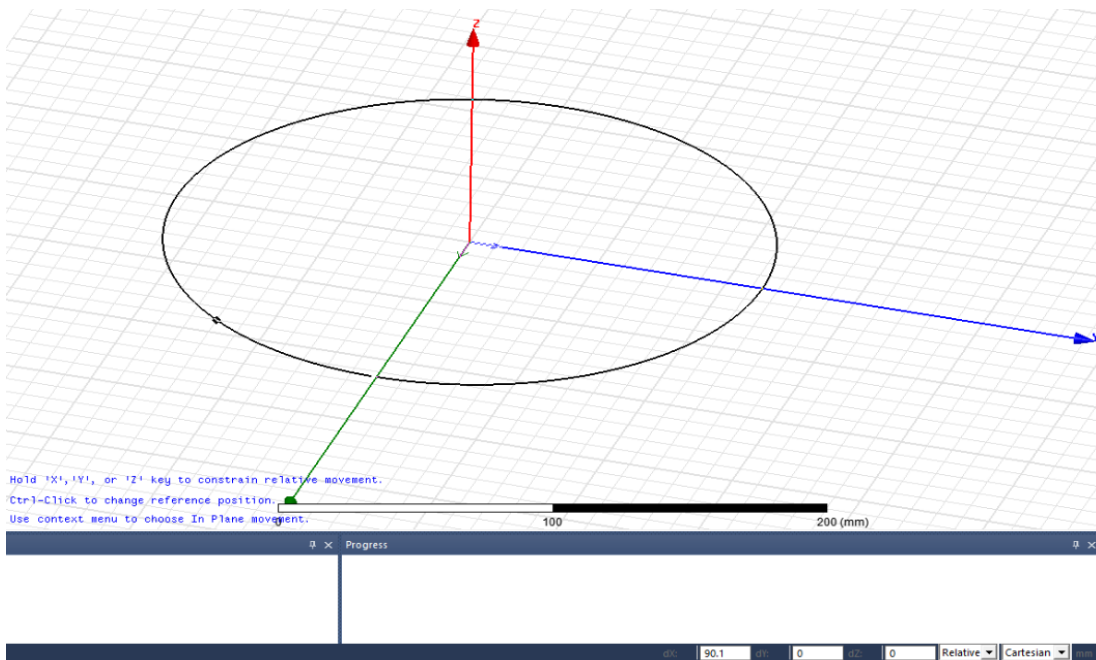 Z
Y
Hold 'X','Y', or 'Z' key to constrain relative movement.
Ctrl-Click to change reference position.
Use context menu to choose In Plane movement.
0 100 200 (mm)
Progress
dX: 90.1 dY: 0 dZ: 0 Relative Cartesian mm